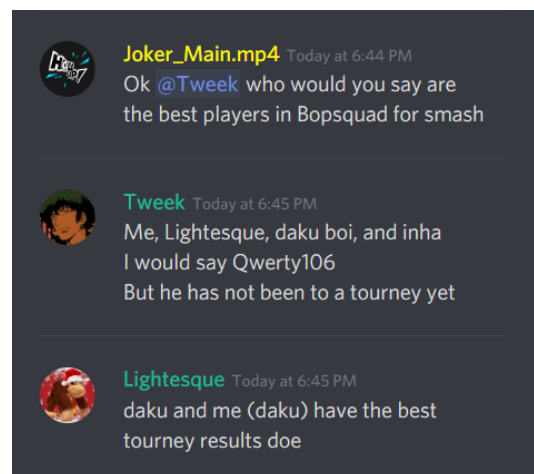 Joker_Main.mp4 Today at 6:44 PM
Ok @Tweek who would you say are
the best players in Bopsquad for smash
Tweek Today at 6:45 PM
Me, Lightesque, daku boi, and inha
I would say Qwerty106
But he has not been to a tourney yet
Lightesque Today at 6:45 PM
daku and me (daku) have the best
tourney results doe